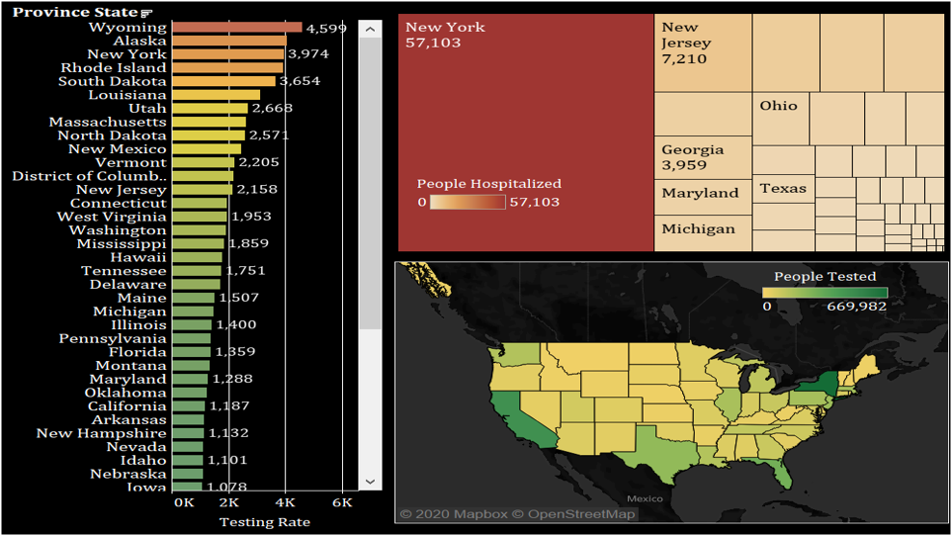 Province State
Wyoming 4,599
Alaska
New York 3,974
Rhode Island
South Dakota 3,654
Louisiana
Utah 2,668
Massachusetts
North Dakota 2,571
New Mexico
Vermont 2,205
District of Columb..
New Jersey 2,158
Connecticut
West Virginia 1,953
Washington
Mississippi 1,859
Hawaii
Tennessee 1,751
Delaware
Maine 1,507
Michigan
Illinois 1,400
Pennsylvania
Florida 1,359
Montana
Maryland 1,288
Oklahoma
California 1,187
Arkansas
New Hampshire 1,132
Nevada
Idaho 1,101
Nebraska
Iowa 1,078
0K 2K 4K 6K
Testing Rate
New York
57,103
People Hospitalized
0 57,103
New
Jersey
7,210
Georgia
3,959
Maryland
Michigan
Ohio
Texas
People Tested
0 669,982
Mexico
© 2020 Mapbox © OpenStreetMap